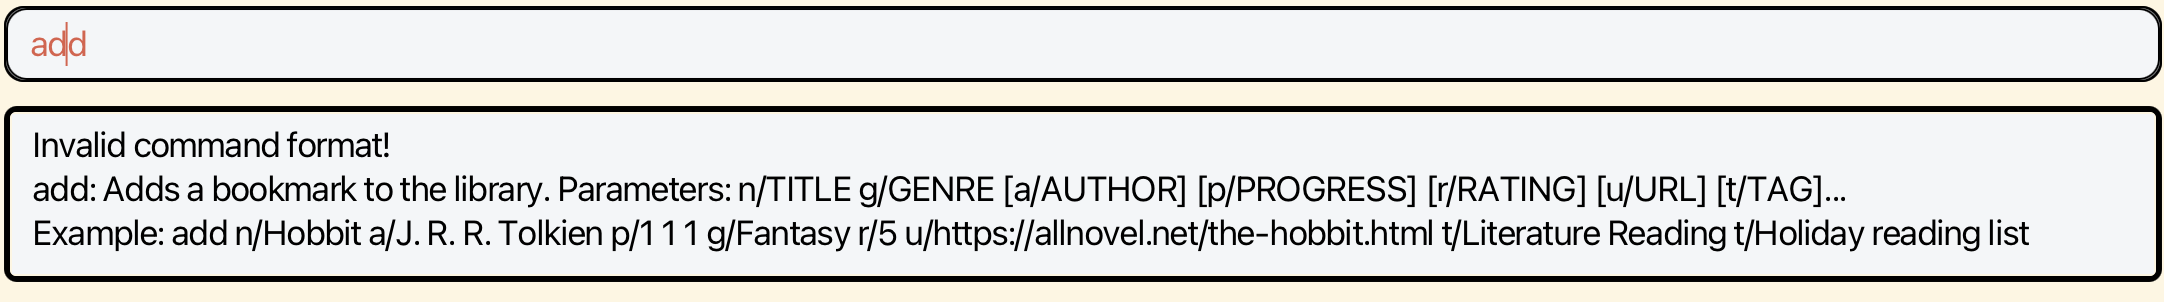 add
Invalid command format!
add: Adds a bookmark to the library. Parameters: n/TITLE g/GENRE [a/AUTHOR] [p/PROGRESS] [r/RATING] [u/URL] [t/TAG]...
Example: add n/Hobbit a/J. R. R. Tolkien p/1 1 1 g/Fantasy r/5 u/https://allnovel.net/the-hobbit.html t/Literature Reading t/Holiday reading list